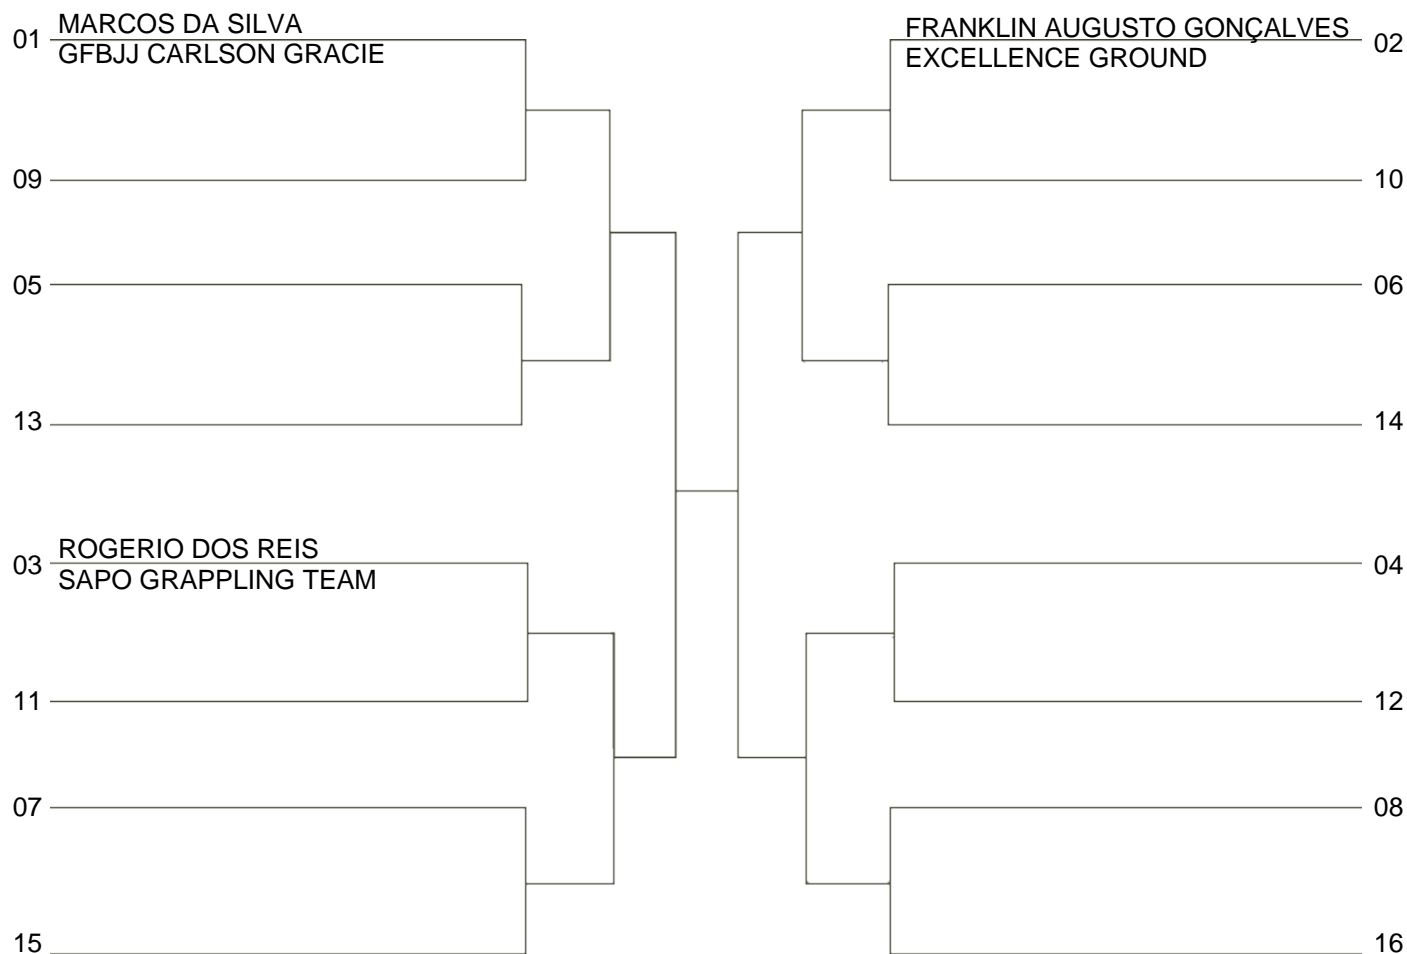 01 MARCOS DA SILVA
GFBJJ CARLSON GRACIE
FRANKLIN AUGUSTO GONÇALVES 02
EXCELLENCE GROUND
09
10
05
06
13
14
03 ROGERIO DOS REIS
SAPO GRAPPLING TEAM
04
11
12
07
08
15
16